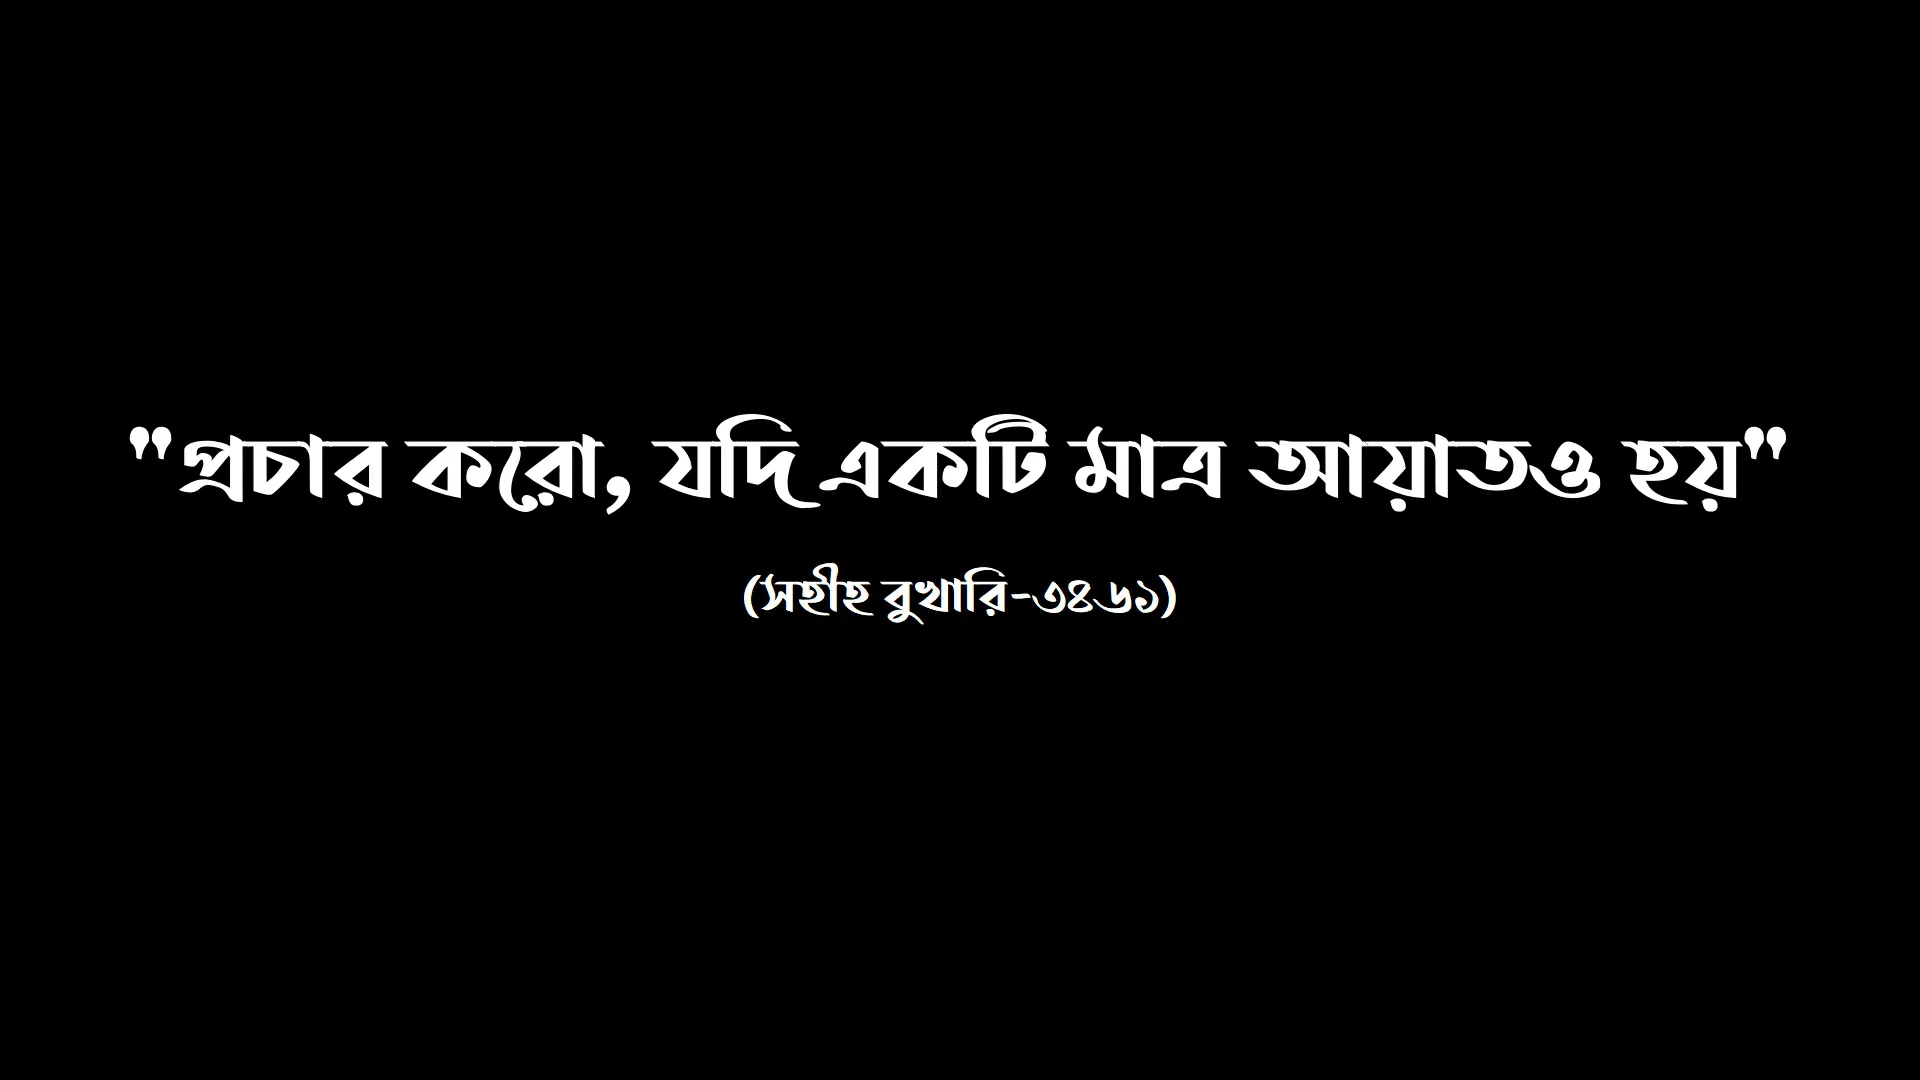 "প্রচার করো, যদি একটি মাত্র আয়াতও হয়"
(সহীহ বুখারি-৩৪৬১)